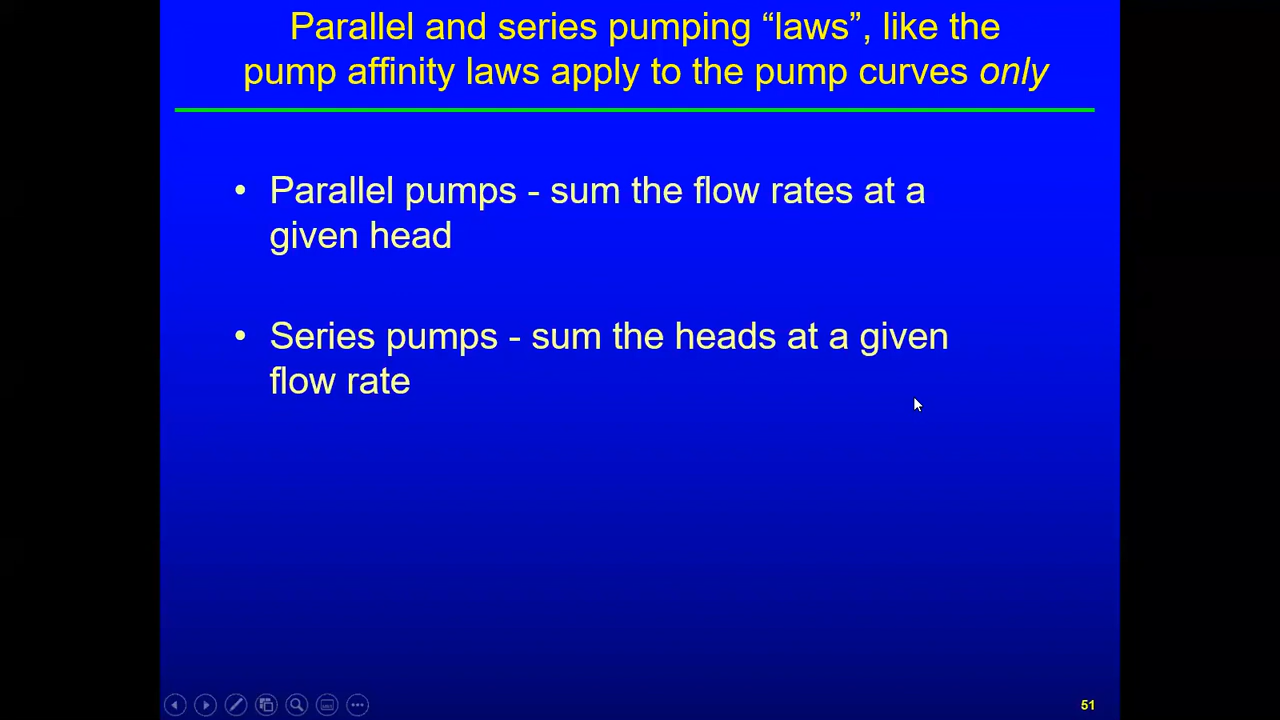 Parallel and series pumping “laws”, like the
pump affinity laws apply to the pump curves only
• Parallel pumps - sum the flow rates at a
given head
• Series pumps - sum the heads at a given
flow rate
51